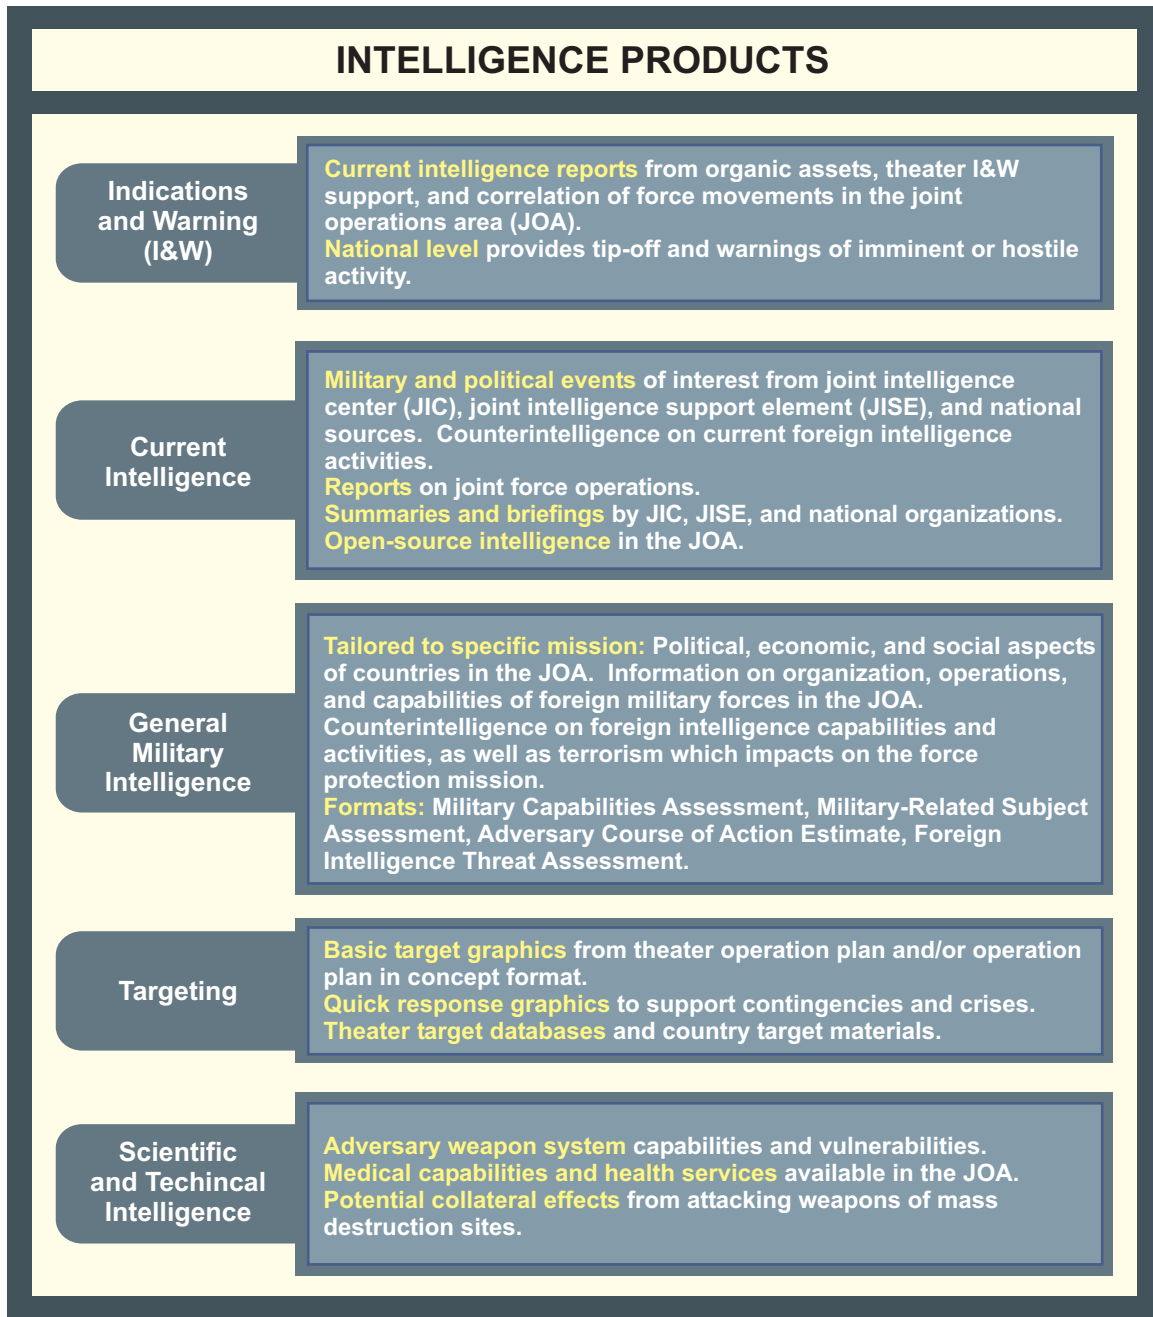 INTELLIGENCE PRODUCTS
Indications
and Warning
(I&W)
Current intelligence reports from organic assets, theater I&W
support, and correlation of force movements in the joint
operations area (JOA).
National level provides tip-off and warnings of imminent or hostile
activity.
Current
Intelligence
Military and political events of interest from joint intelligence
center (JIC), joint intelligence support element (JISE), and national
sources.  Counterintelligence on current foreign intelligence
activities.
Reports on joint force operations.
Summaries and briefings by JIC, JISE, and national organizations.
Open-source intelligence in the JOA.
General
Military
Intelligence
Tailored to specific mission: Political, economic, and social aspects
of countries in the JOA.  Information on organization, operations,
and capabilities of foreign military forces in the JOA.
Counterintelligence on foreign intelligence capabilities and
activities, as well as terrorism which impacts on the force
protection mission.
Formats: Military Capabilities Assessment, Military-Related Subject
Assessment, Adversary Course of Action Estimate, Foreign
Intelligence Threat Assessment.
Targeting
Basic target graphics from theater operation plan and/or operation
plan in concept format.
Quick response graphics to support contingencies and crises.
Theater target databases and country target materials.
Scientific
and Techincal
Intelligence
Adversary weapon system capabilities and vulnerabilities.
Medical capabilities and health services available in the JOA.
Potential collateral effects from attacking weapons of mass
destruction sites.